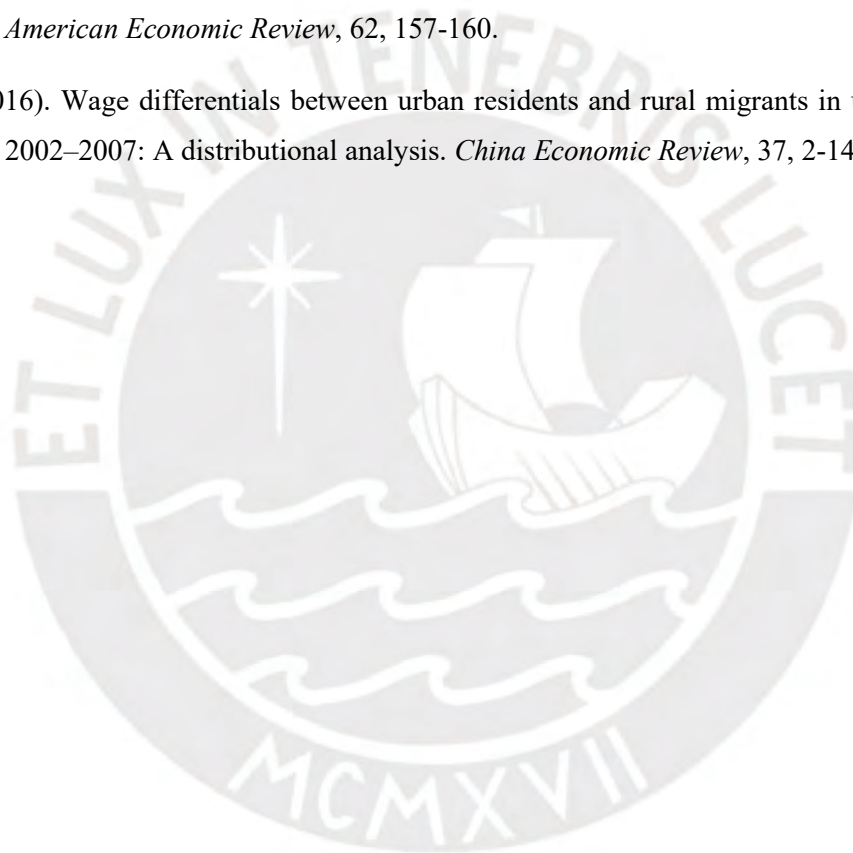 American Economic Review, 62, 157-160.
016). Wage differentials between urban residents and rural migrants in
2002–2007: A distributional analysis. China Economic Review, 37, 2-14
ET LUX IN TENEBRIS LUCET
MCMXVII